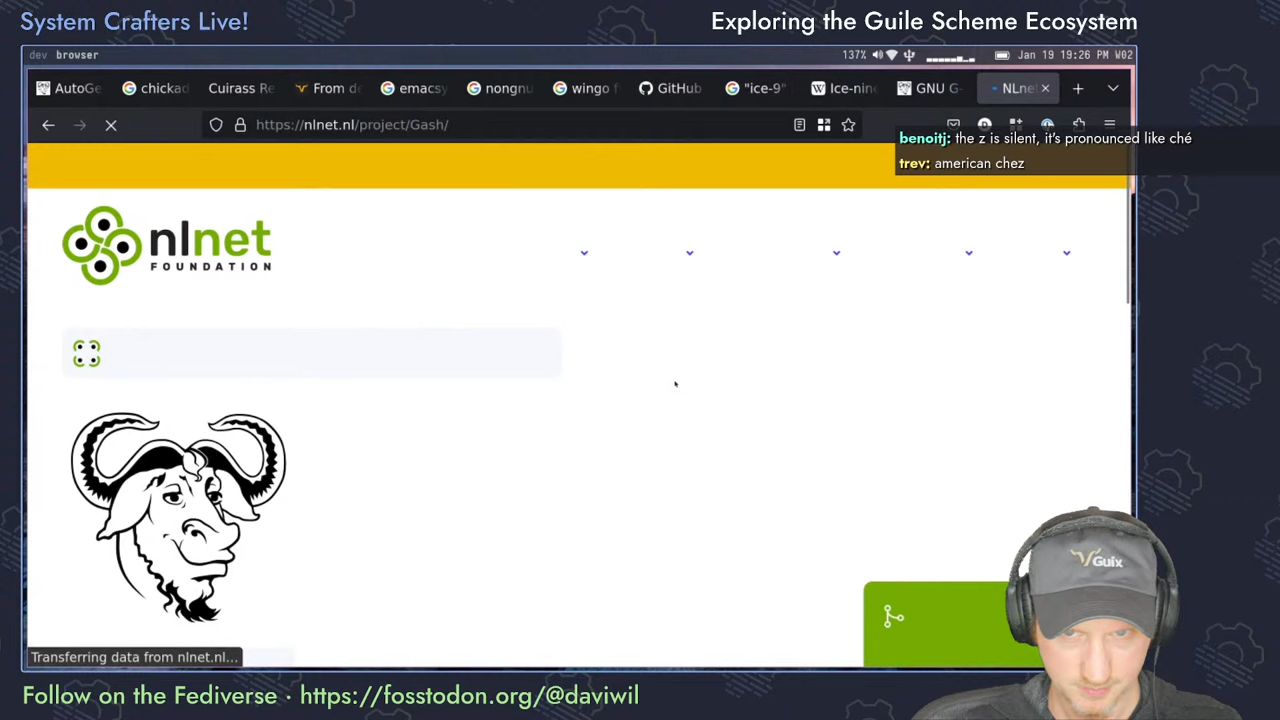 System Crafters Live!
Exploring the Guile Scheme Ecosystem
dev browser
137%
Jan 19 19:26 PM W02
AutoGe
chickad
Cuirass Re
From de
emacsy
nongnu
wingo f
GitHub
"ice-9"
Ice-nine
GNU G
NLnet
https://nlnet.nl/project/Gash/
benoitj: the z is silent, it's pronounced like ché
trev: american chez
nlnet
FOUNDATION
Guix
Transferring data from nlnet.nl...
Follow on the Fediverse · https://fosstodon.org/@daviwil